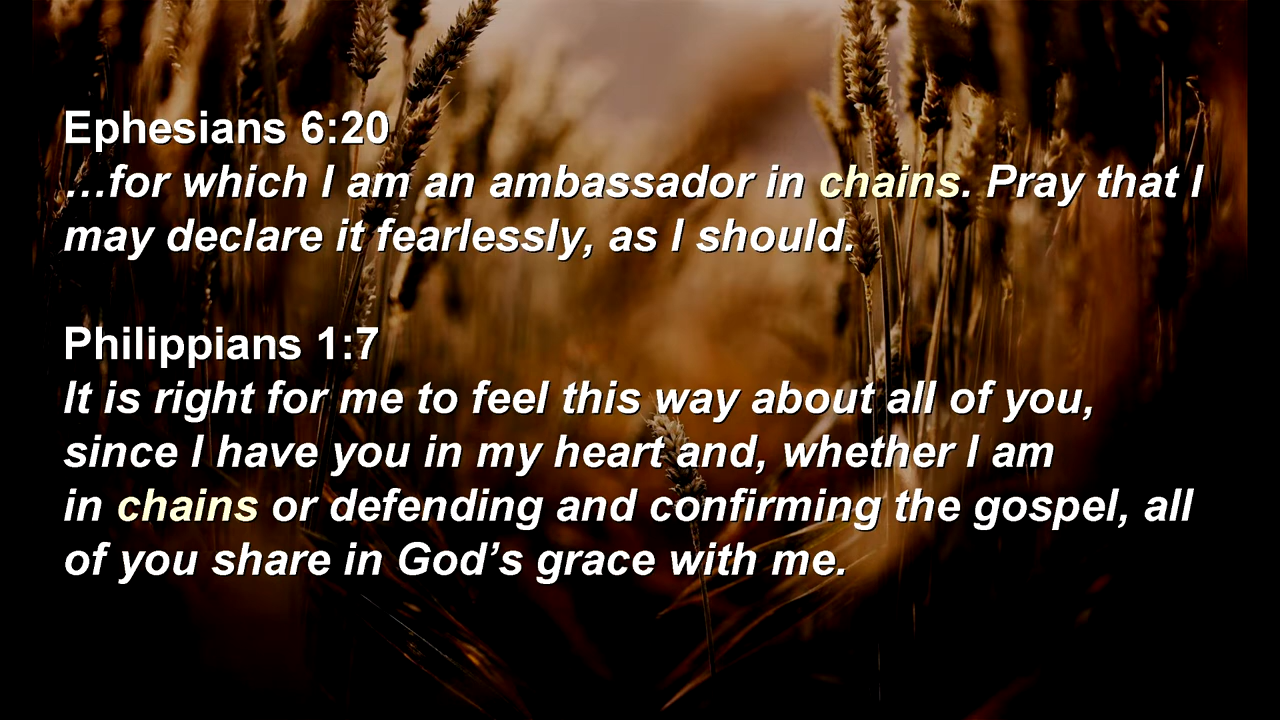 Ephesians 6:20
…for which I am an ambassador in chains. Pray that I
may declare it fearlessly, as I should.
Philippians 1:7
It is right for me to feel this way about all of you,
since I have you in my heart and, whether I am
in chains or defending and confirming the gospel, all
of you share in God’s grace with me.